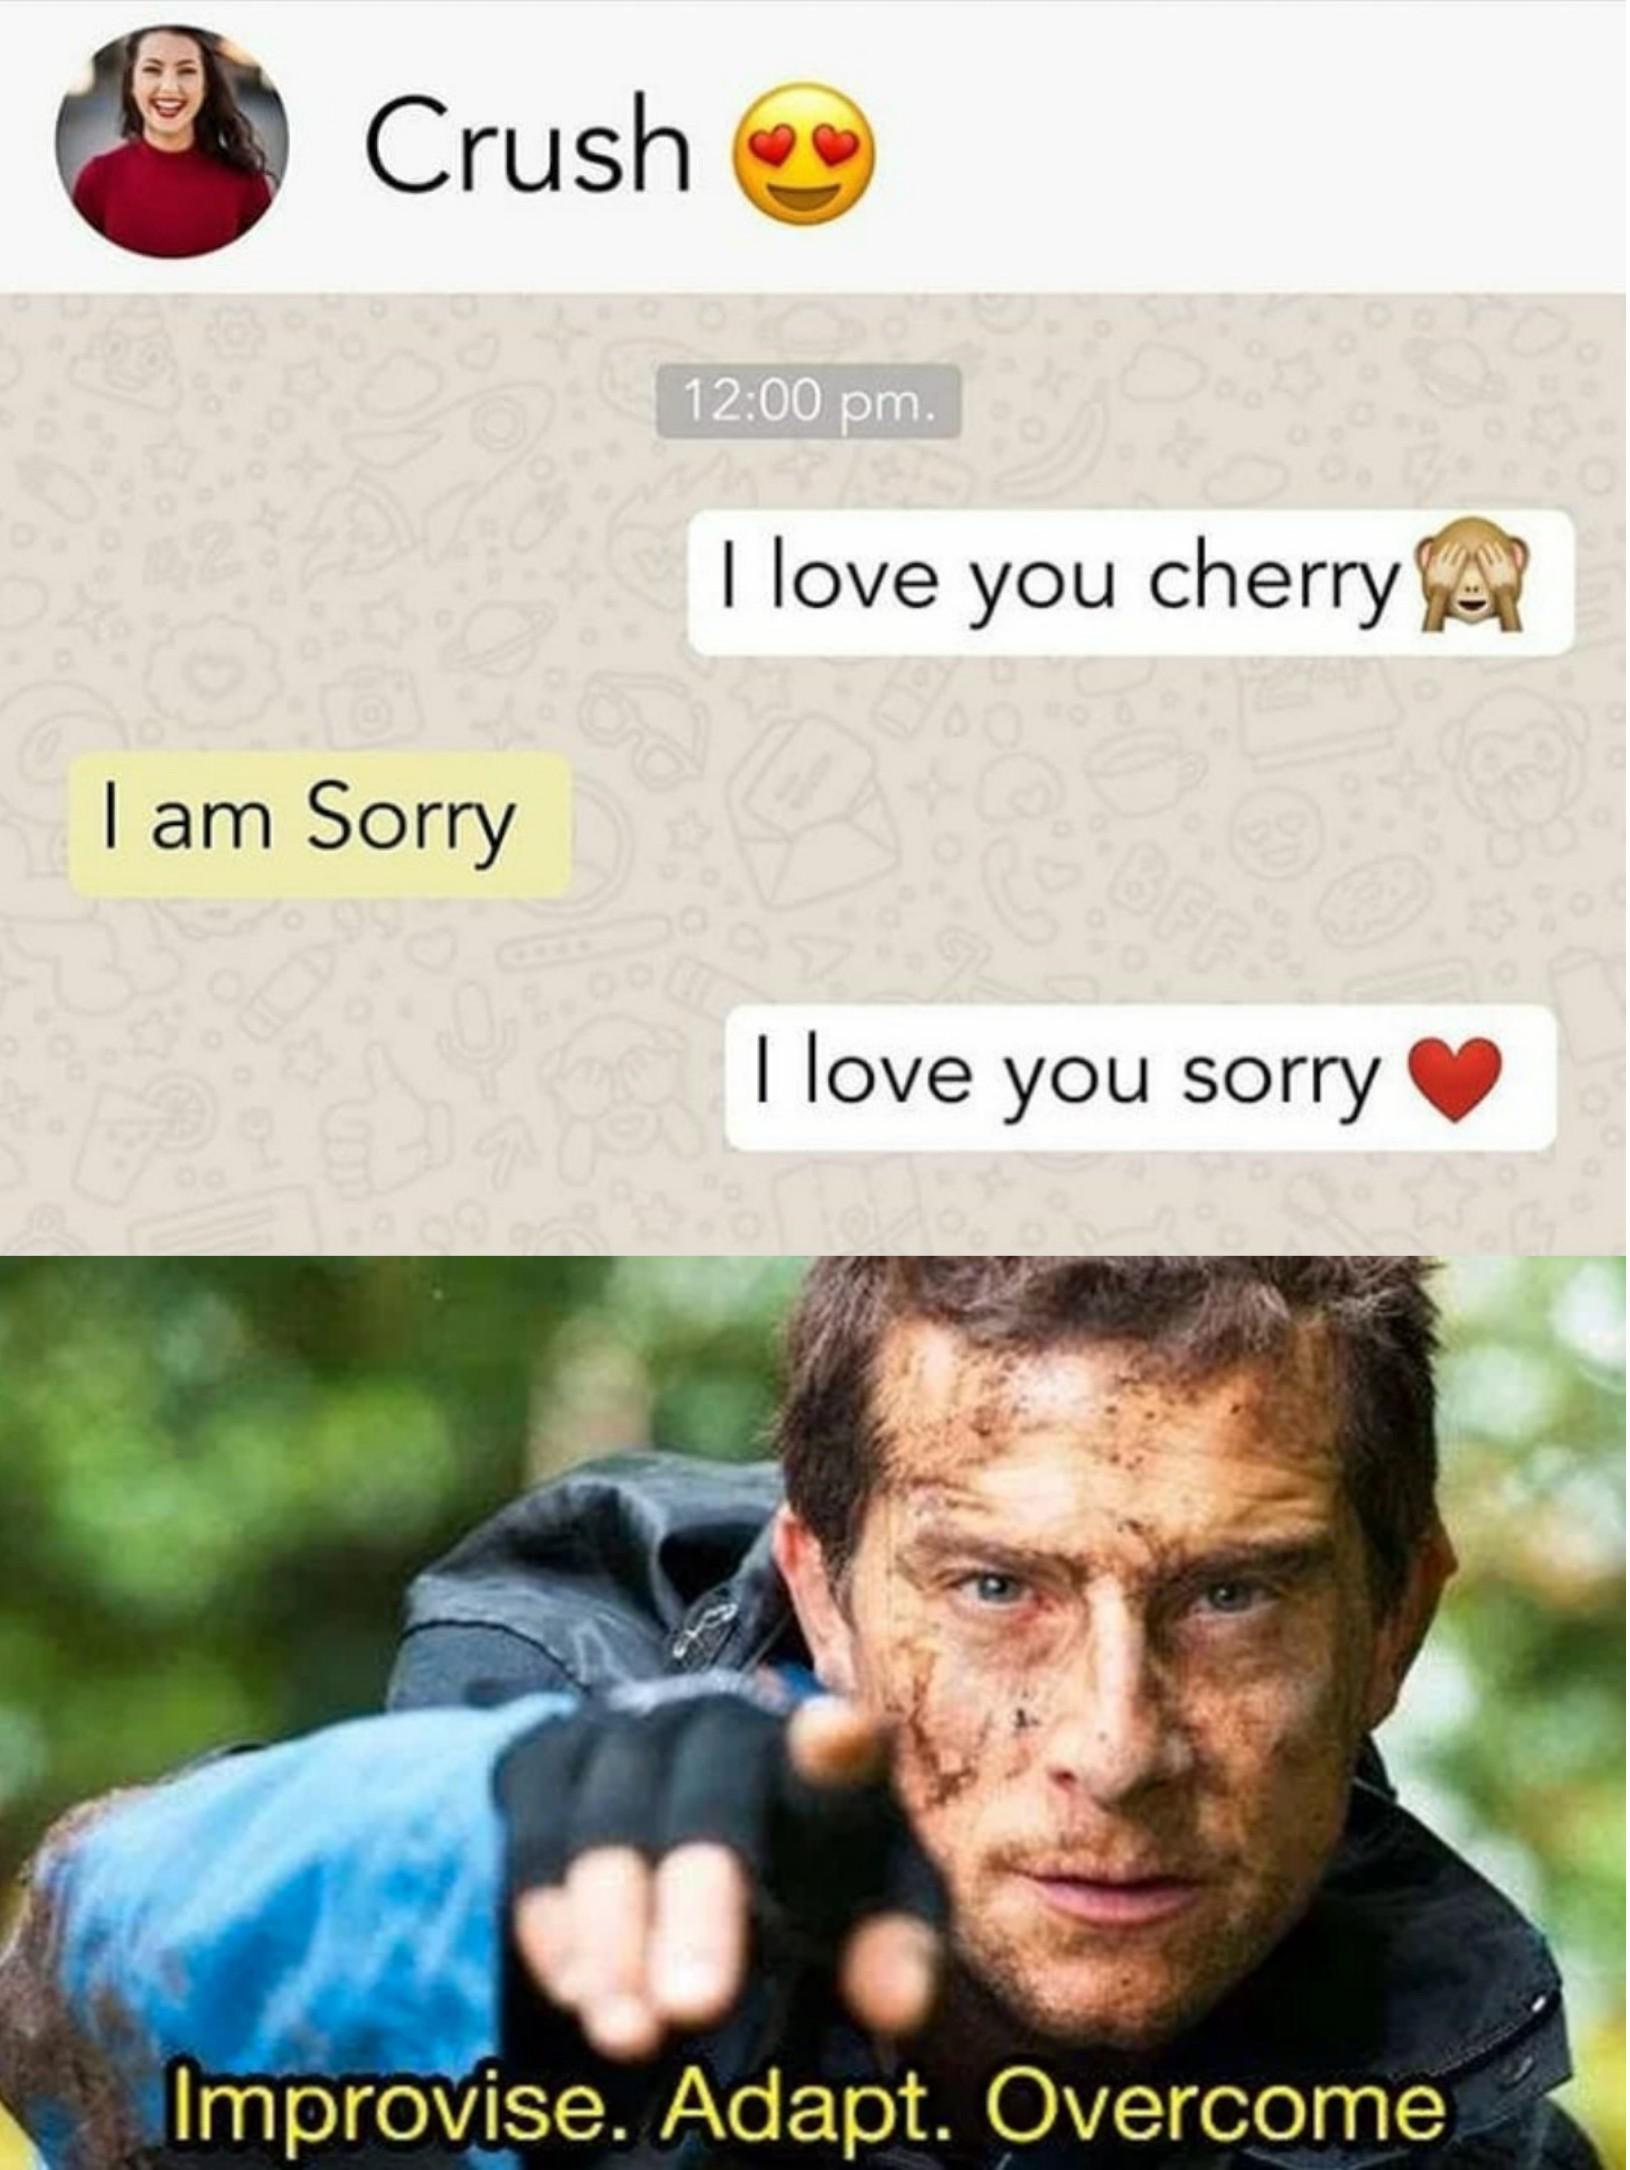 Crush 😍
12:00 pm.
I love you cherry🙈
I am Sorry
I love you sorry ❤️
Improvise. Adapt. Overcome